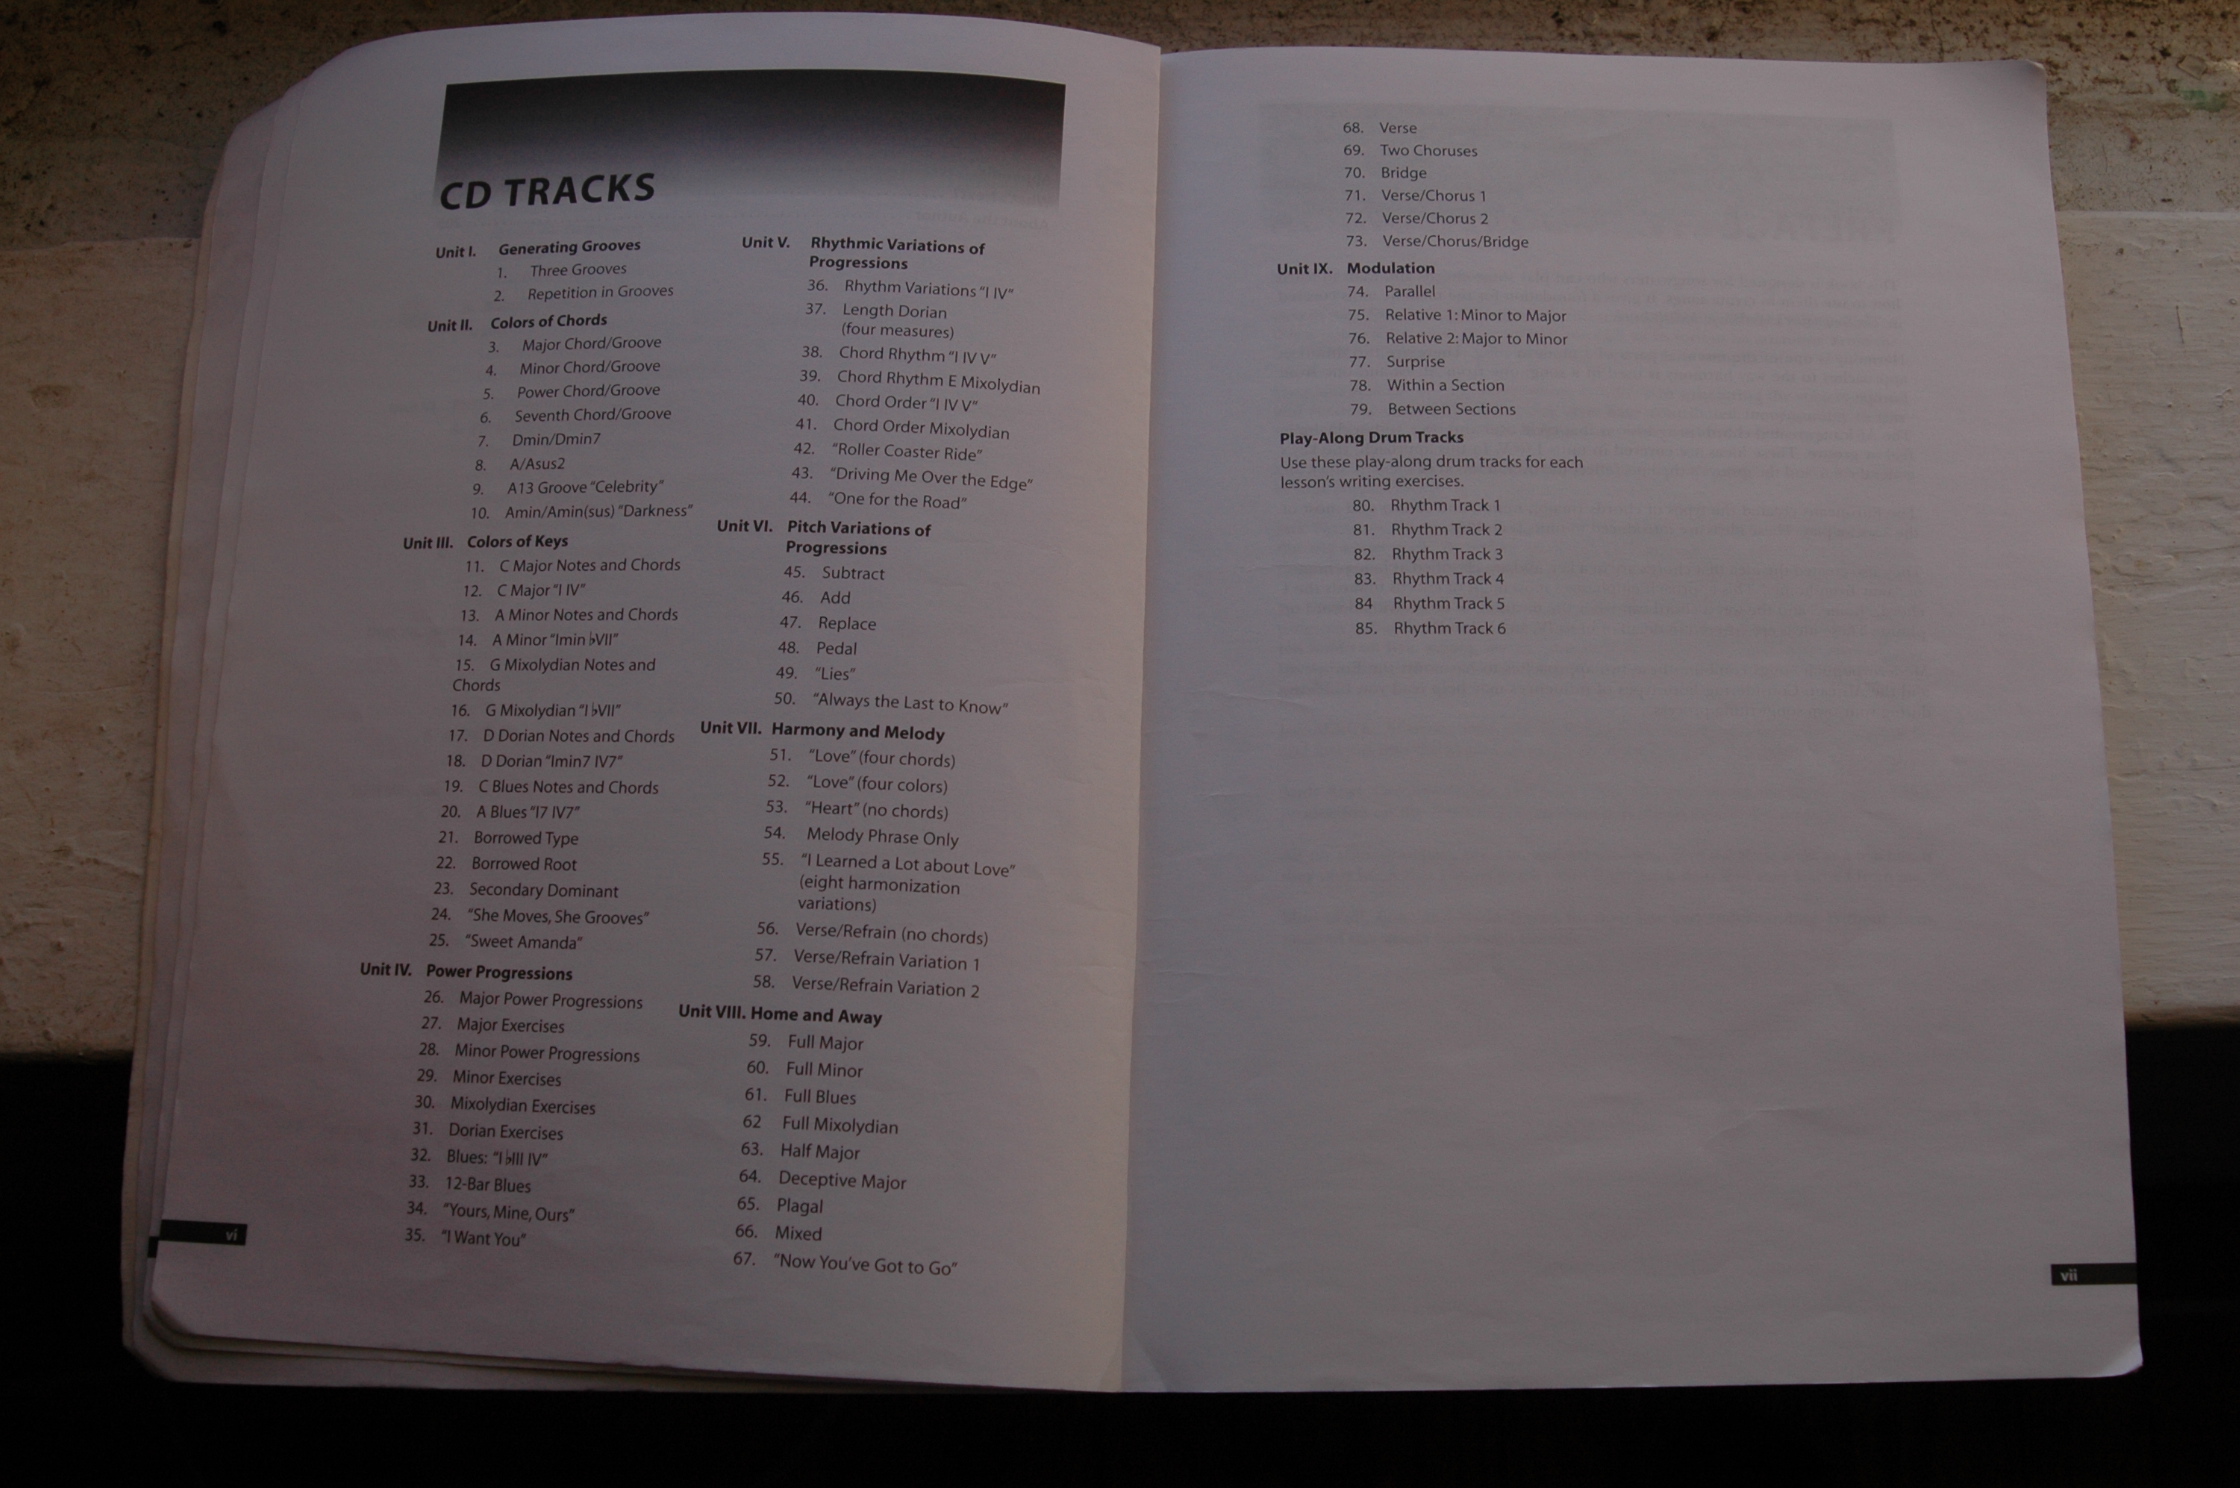 CD TRACKS
Unit I. Generating Grooves
1. Three Grooves
2. Repetition in Grooves
Unit II. Colors of Chords
3. Major Chord/Groove
4. Minor Chord/Groove
5. Power Chord/Groove
6. Seventh Chord/Groove
7. Dmin/Dmin7
8. A/Asus2
9. A13 Groove “Celebrity”
10. Amin/Amin(sus) “Darkness”
Unit III. Colors of Keys
11. C Major Notes and Chords
12. C Major “I IV”
13. A Minor Notes and Chords
14. A Minor “Imin ♭VII”
15. G Mixolydian Notes and
Chords
16. G Mixolydian “I ♭VII”
17. D Dorian Notes and Chords
18. D Dorian “Imin7 IV7”
19. C Blues Notes and Chords
20. A Blues “I7 IV7”
21. Borrowed Type
22. Borrowed Root
23. Secondary Dominant
24. “She Moves, She Grooves”
25. “Sweet Amanda”
Unit IV. Power Progressions
26. Major Power Progressions
27. Major Exercises
28. Minor Power Progressions
29. Minor Exercises
30. Mixolydian Exercises
31. Dorian Exercises
32. Blues: “I ♭III IV”
33. 12-Bar Blues
34. “Yours, Mine, Ours”
35. “I Want You”
vi
Unit V. Rhythmic Variations of
Progressions
36. Rhythm Variations “I IV”
37. Length Dorian
(four measures)
38. Chord Rhythm “I IV V”
39. Chord Rhythm E Mixolydian
40. Chord Order “I IV V”
41. Chord Order Mixolydian
42. “Roller Coaster Ride”
43. “Driving Me Over the Edge”
44. “One for the Road”
Unit VI. Pitch Variations of
Progressions
45. Subtract
46. Add
47. Replace
48. Pedal
49. “Lies”
50. “Always the Last to Know”
Unit VII. Harmony and Melody
51. “Love” (four chords)
52. “Love” (four colors)
53. “Heart” (no chords)
54. Melody Phrase Only
55. “I Learned a Lot about Love”
(eight harmonization
variations)
56. Verse/Refrain (no chords)
57. Verse/Refrain Variation 1
58. Verse/Refrain Variation 2
Unit VIII. Home and Away
59. Full Major
60. Full Minor
61. Full Blues
62 Full Mixolydian
63. Half Major
64. Deceptive Major
65. Plagal
66. Mixed
67. “Now You’ve Got to Go”
68. Verse
69. Two Choruses
70. Bridge
71. Verse/Chorus 1
72. Verse/Chorus 2
73. Verse/Chorus/Bridge
Unit IX. Modulation
74. Parallel
75. Relative 1: Minor to Major
76. Relative 2: Major to Minor
77. Surprise
78. Within a Section
79. Between Sections
Play-Along Drum Tracks
Use these play-along drum tracks for each
lesson’s writing exercises.
80. Rhythm Track 1
81. Rhythm Track 2
82. Rhythm Track 3
83. Rhythm Track 4
84 Rhythm Track 5
85. Rhythm Track 6
vii